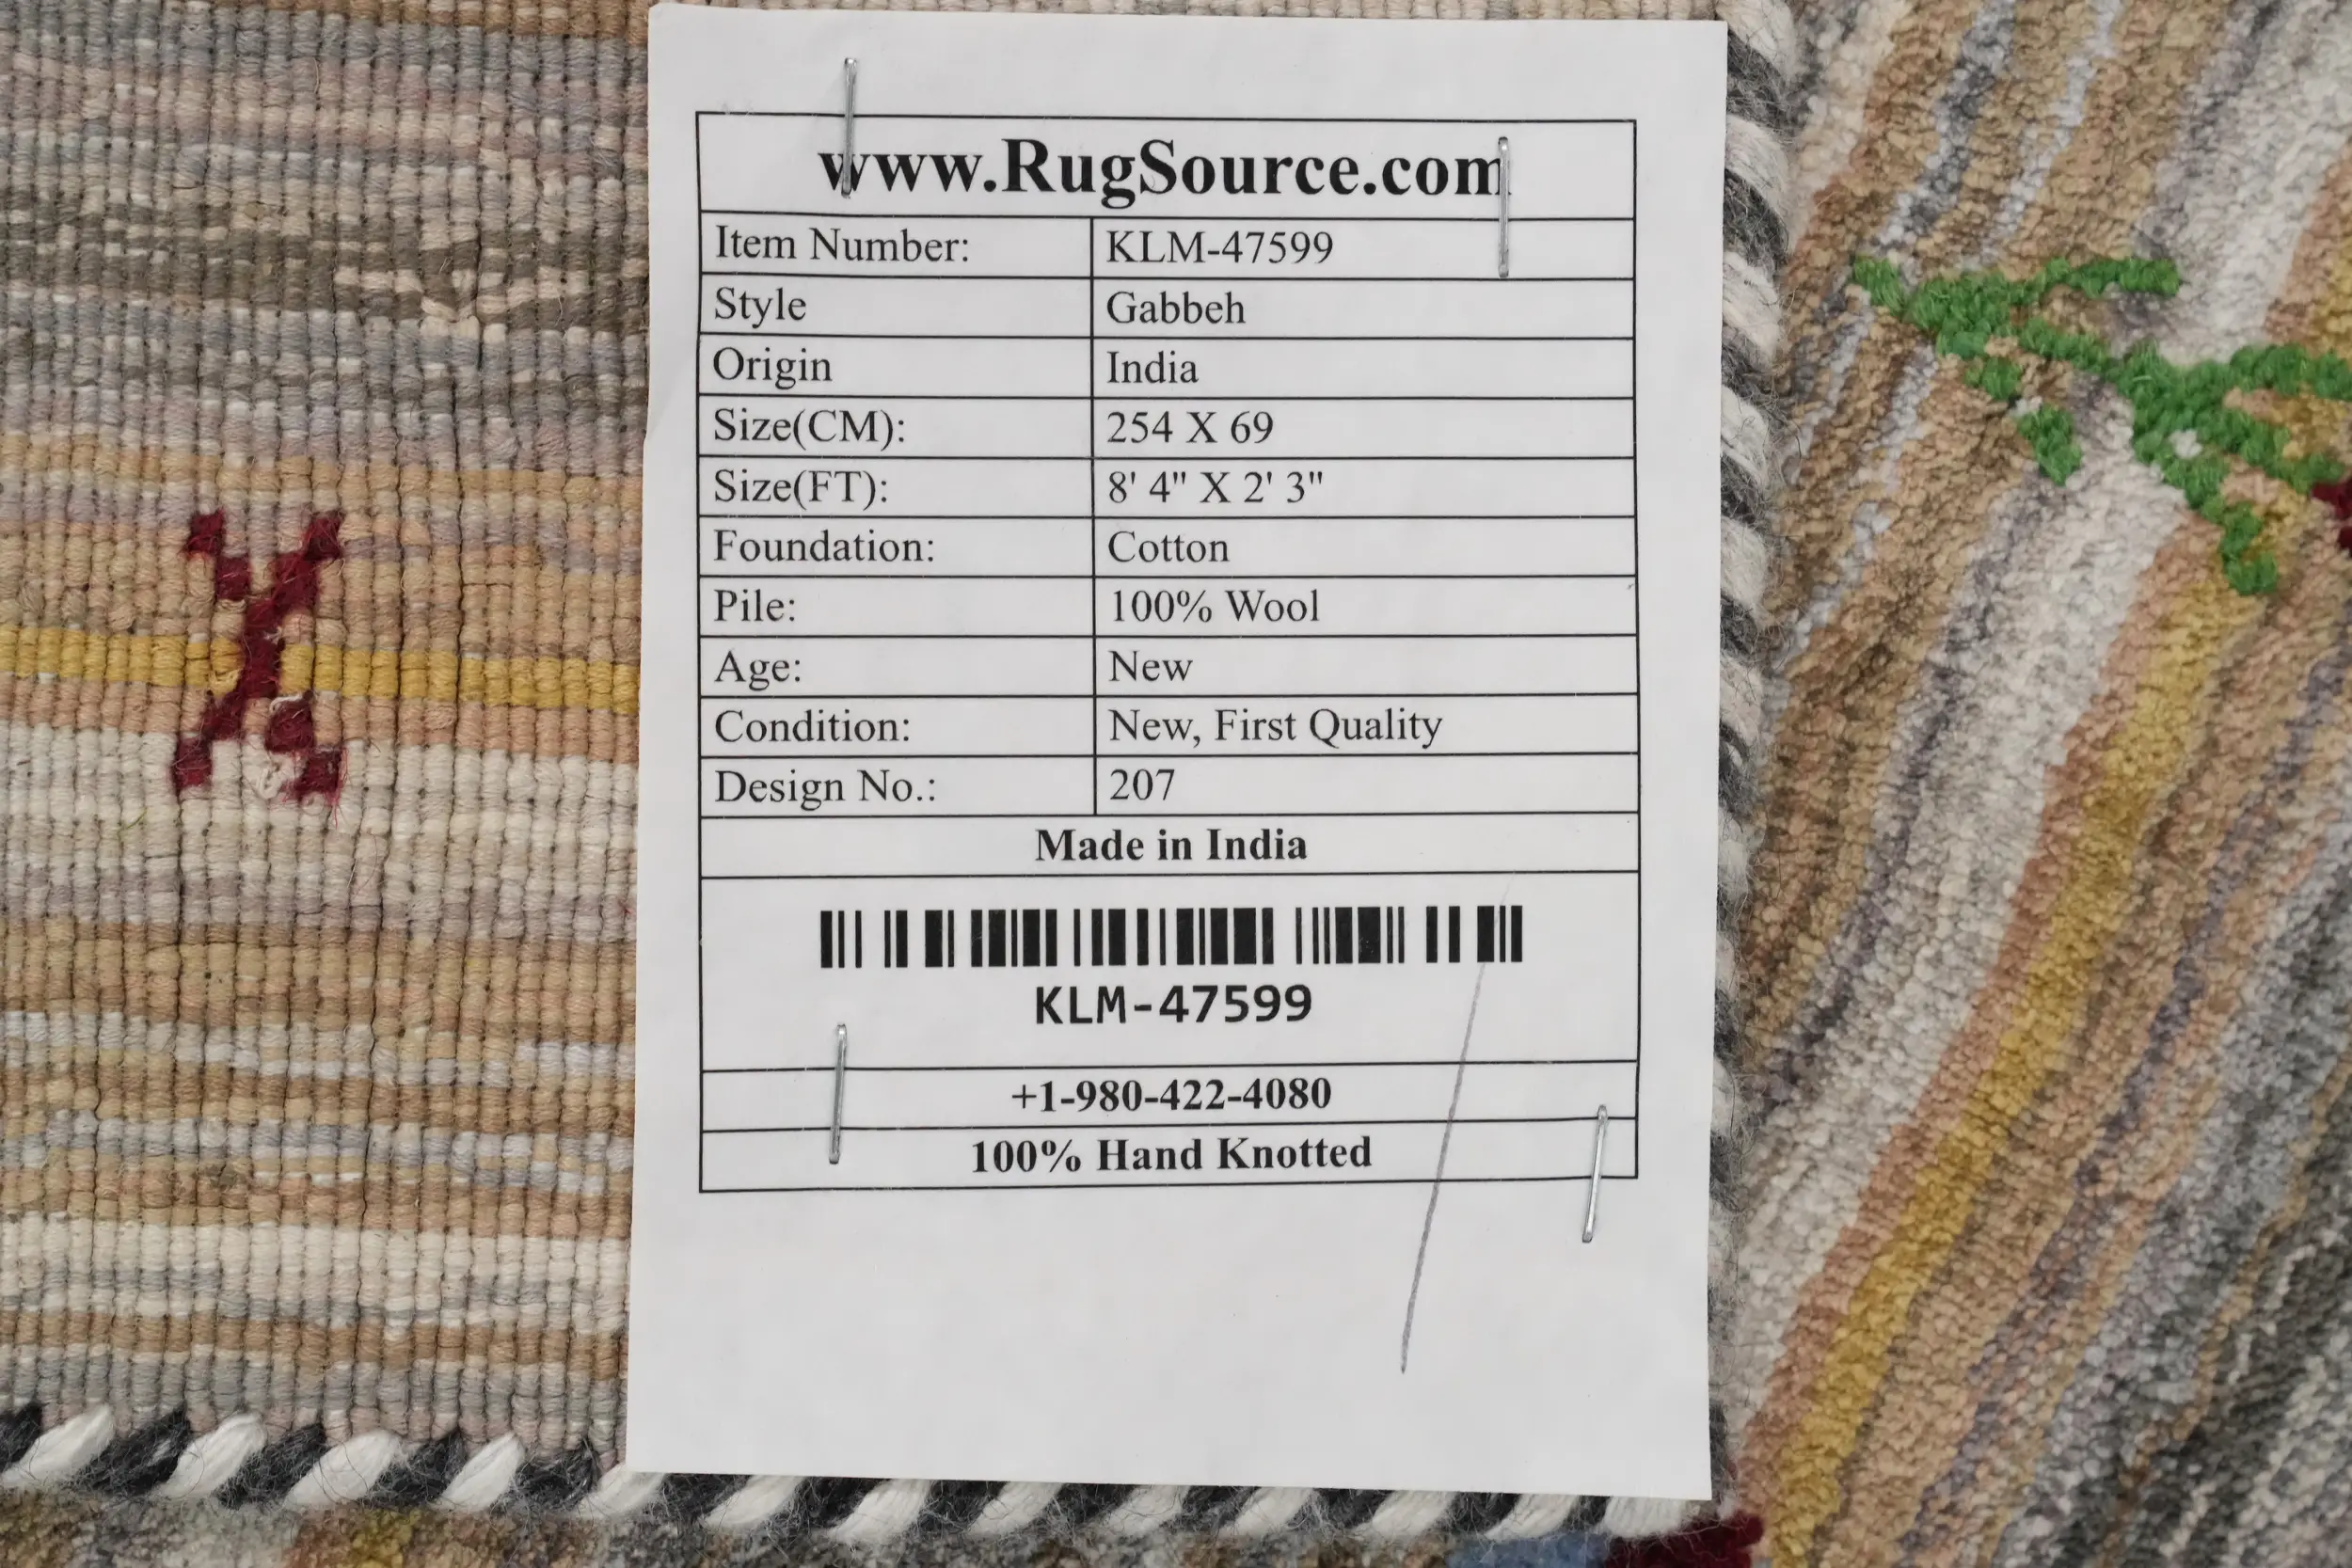 www.RugSource.com
Item Number: KLM-47599
Style Gabbeh
Origin India
Size(CM): 254 X 69
Size(FT): 8' 4" X 2' 3"
Foundation: Cotton
Pile: 100% Wool
Age: New
Condition: New, First Quality
Design No.: 207
Made in India
KLM-47599
+1-980-422-4080
100% Hand Knotted